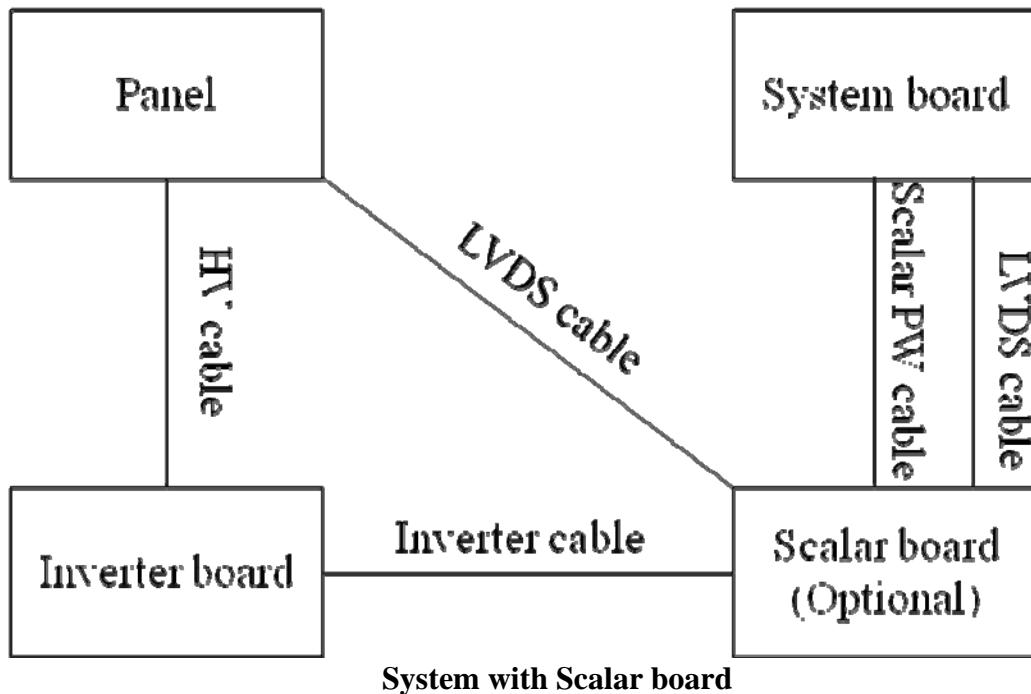 Panel
System board
HV cable
LVDS cable
Scalar PW cable
LVDS cable
Inverter board
Inverter cable
Scalar board
(Optional)
System with Scalar board